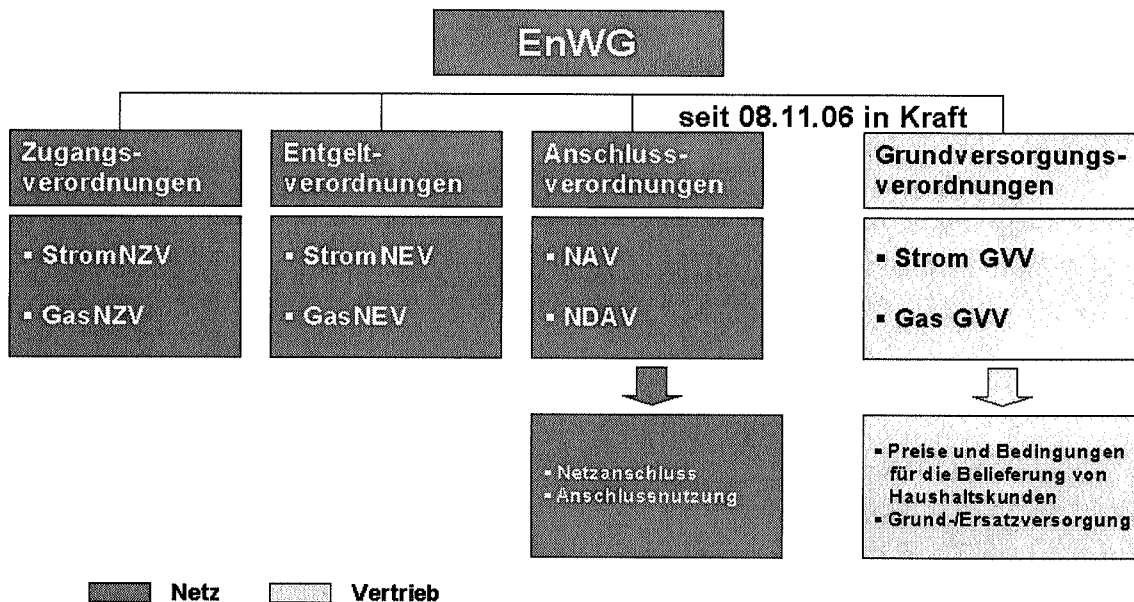 EnWG
seit 08.11.06 in Kraft
Zugangs-
verordnungen
Entgelt-
verordnungen
Anschluss-
verordnungen
Grundversorgungs-
verordnungen
▪ StromNZV
▪ GasNZV
▪ StromNEV
▪ GasNEV
▪ NAV
▪ NDAV
▪ Strom GVV
▪ Gas GVV
▪ Netzanschluss
▪ Anschlussnutzung
▪ Preise und Bedingungen
für die Belieferung von
Haushaltskunden
▪ Grund-/Ersatzversorgung
Netz
Vertrieb